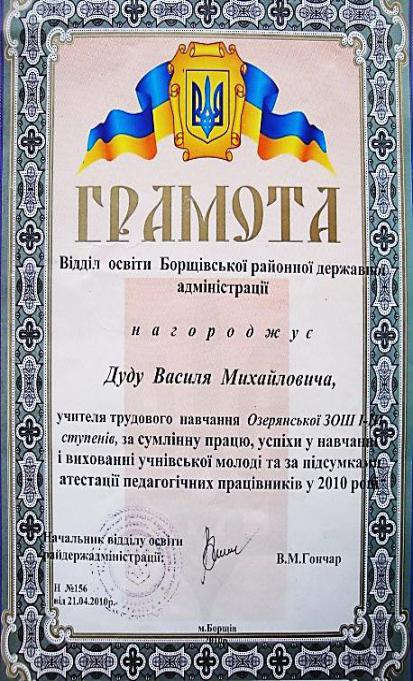 ГРАМОТА
Відділ освіти Борщівської районної державної
адміністрації
нагороджує
Дуду Василя Михайловича,
учителя трудового навчання Озерянської ЗОШ
ступенів, за сумлінну працю, успіхи у навчанні
і вихованні учнівської молоді та за підсумками
атестації педагогічних працівників у 2010 році
Начальник відділу освіти
райдержадміністрації:
В.М.Гончар
Н №156
від 21.04.2010р.
м.Борщів